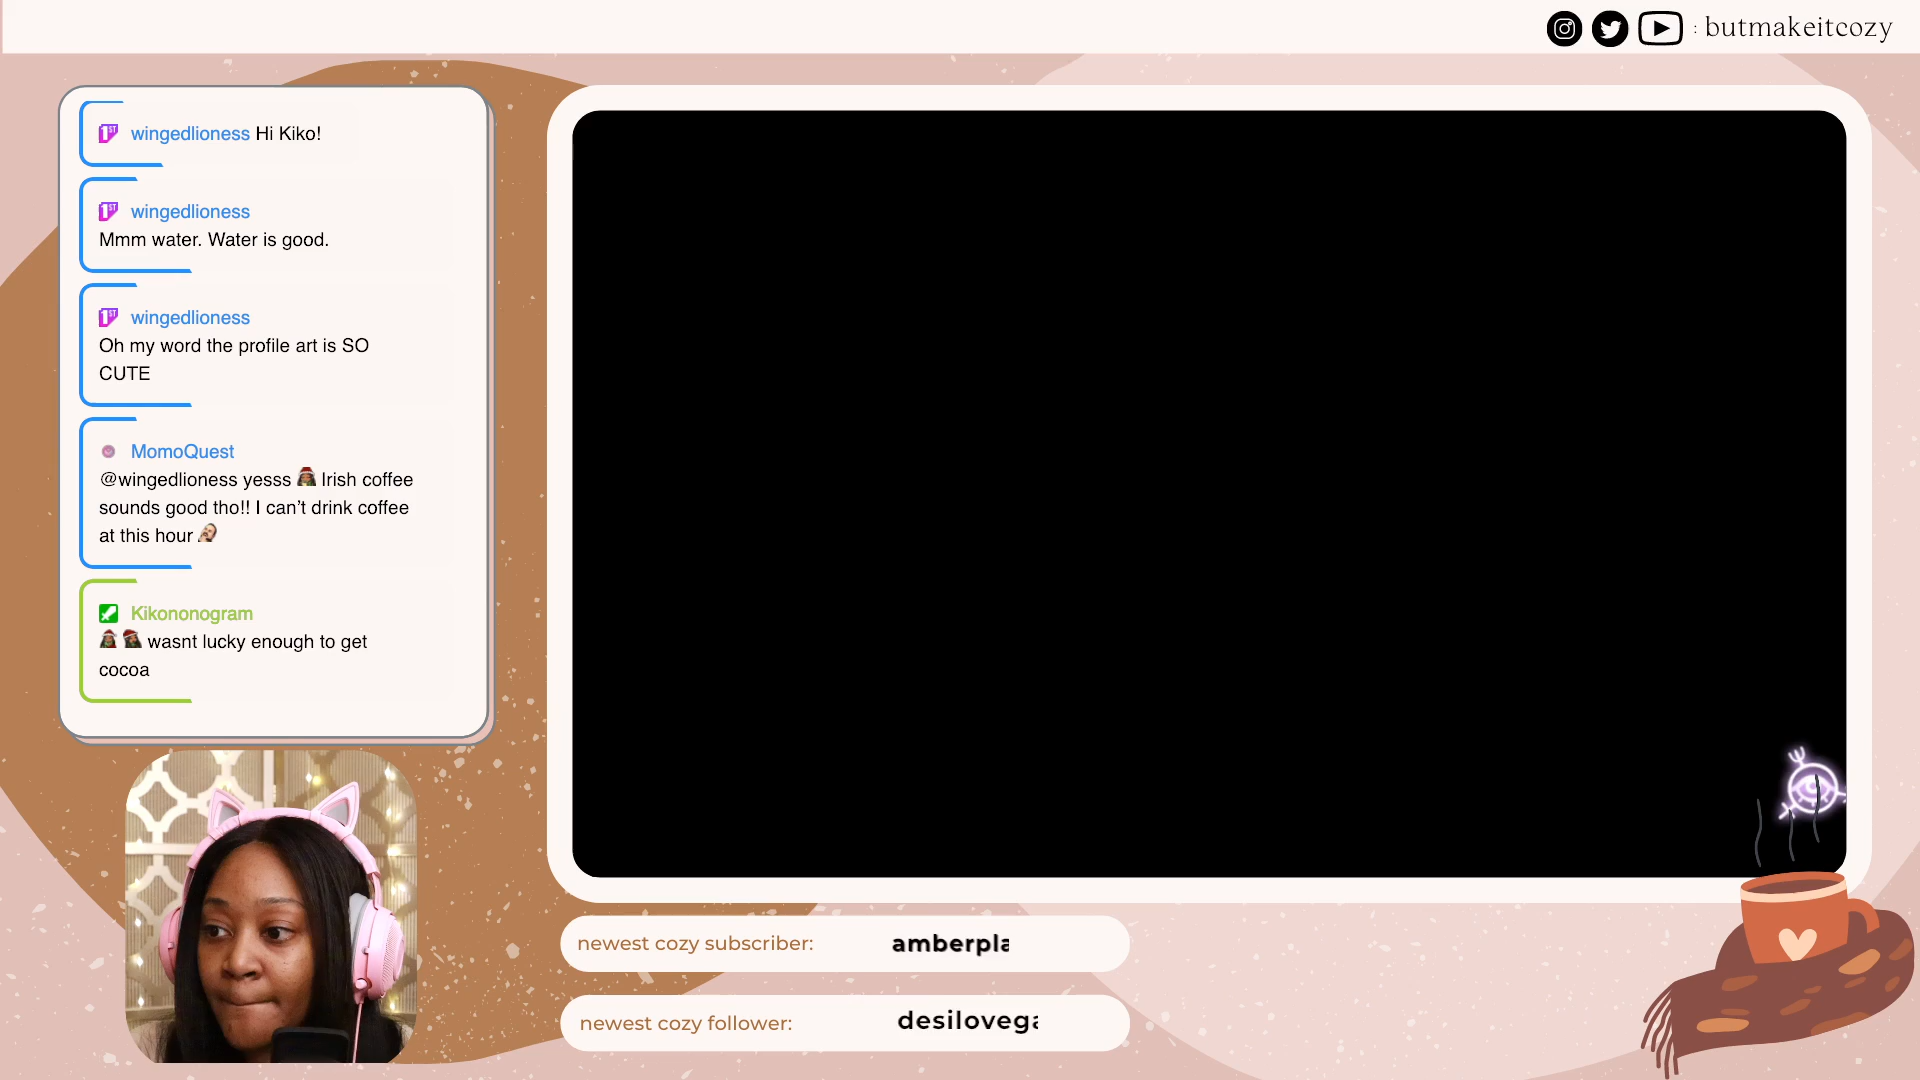 : butmakeitcozy
wingedlioness Hi Kiko!
wingedlioness
Mmm water. Water is good.
wingedlioness
Oh my word the profile art is SO
CUTE
MomoQuest
@wingedlioness yesss Irish coffee
sounds good tho!! I can’t drink coffee
at this hour
Kikononogram
wasnt lucky enough to get
cocoa
newest cozy subscriber: amberpla
newest cozy follower: desilovega